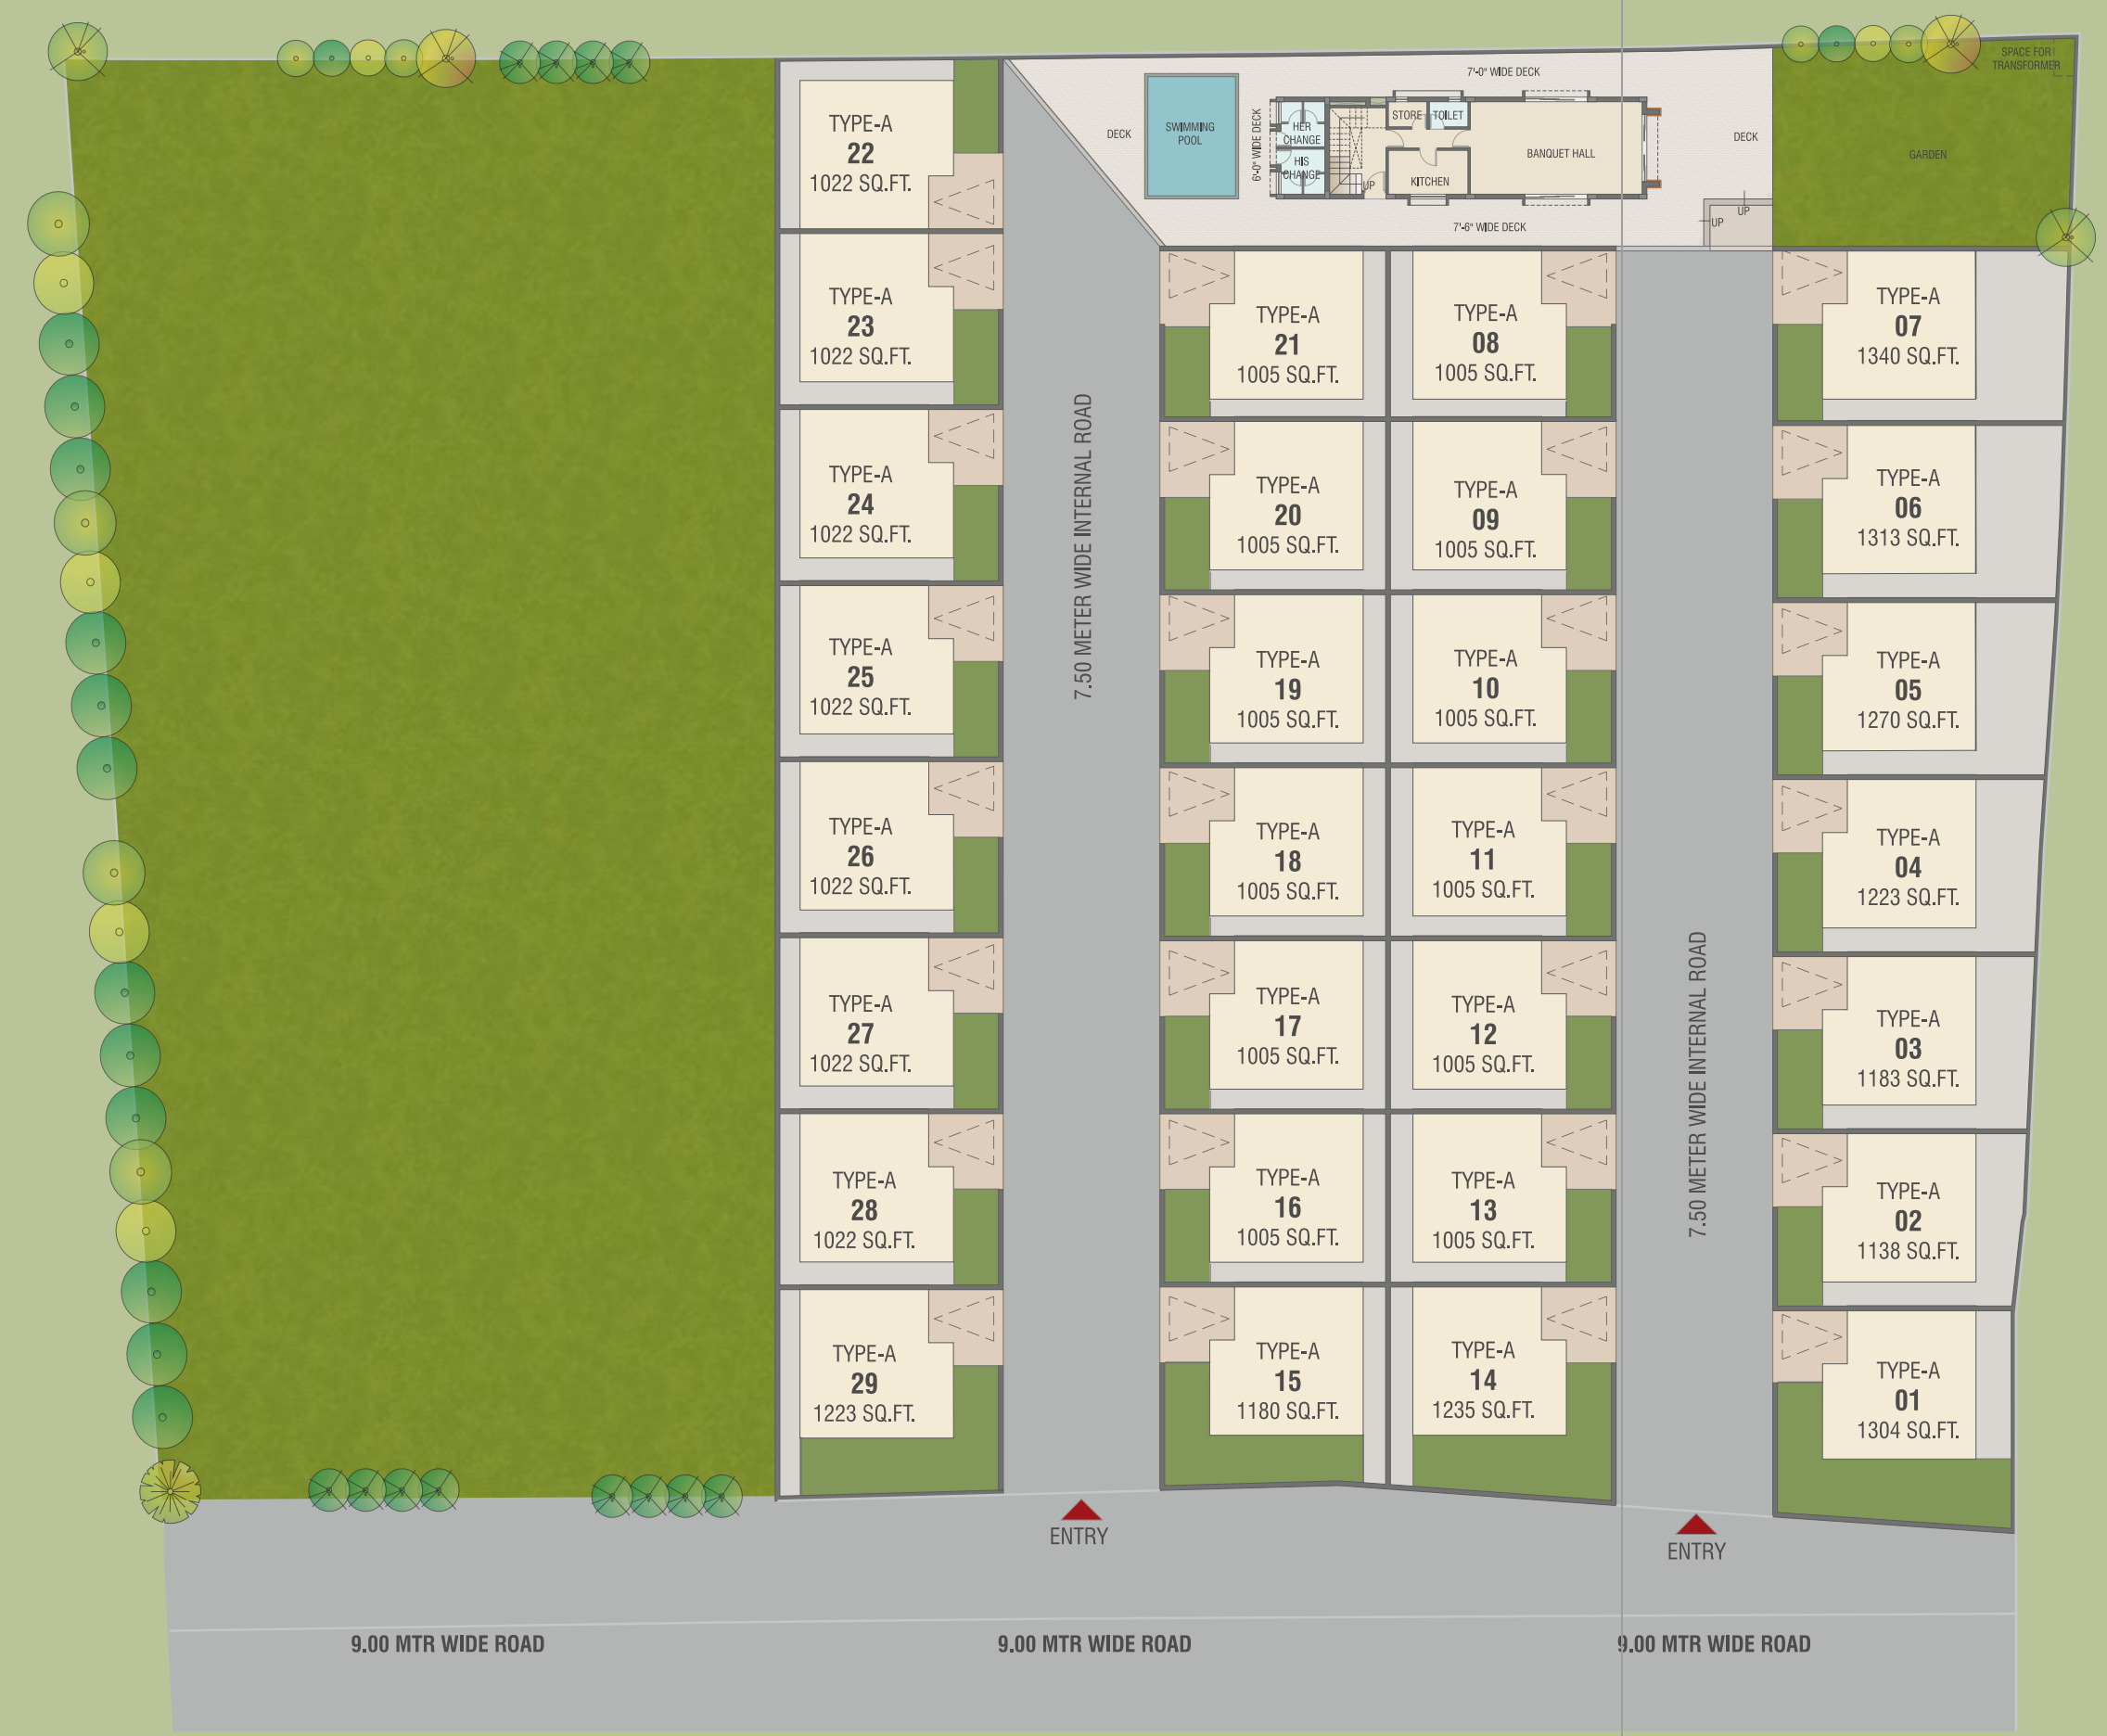 SPACE FOR
TRANSFORMER
7'-0" WIDE DECK
DECK
SWIMMING
POOL
6'-0" WIDE DECK
HER
CHANGE
HIS
CHANGE
UP
STORE
TOILET
KITCHEN
BANQUET HALL
DECK
GARDEN
7'-6" WIDE DECK
UP
UP
TYPE-A
22
1022 SQ.FT.
TYPE-A
23
1022 SQ.FT.
TYPE-A
24
1022 SQ.FT.
TYPE-A
25
1022 SQ.FT.
TYPE-A
26
1022 SQ.FT.
TYPE-A
27
1022 SQ.FT.
TYPE-A
28
1022 SQ.FT.
TYPE-A
29
1223 SQ.FT.
7.50 METER WIDE INTERNAL ROAD
TYPE-A
21
1005 SQ.FT.
TYPE-A
20
1005 SQ.FT.
TYPE-A
19
1005 SQ.FT.
TYPE-A
18
1005 SQ.FT.
TYPE-A
17
1005 SQ.FT.
TYPE-A
16
1005 SQ.FT.
TYPE-A
15
1180 SQ.FT.
TYPE-A
08
1005 SQ.FT.
TYPE-A
09
1005 SQ.FT.
TYPE-A
10
1005 SQ.FT.
TYPE-A
11
1005 SQ.FT.
TYPE-A
12
1005 SQ.FT.
TYPE-A
13
1005 SQ.FT.
TYPE-A
14
1235 SQ.FT.
7.50 METER WIDE INTERNAL ROAD
TYPE-A
07
1340 SQ.FT.
TYPE-A
06
1313 SQ.FT.
TYPE-A
05
1270 SQ.FT.
TYPE-A
04
1223 SQ.FT.
TYPE-A
03
1183 SQ.FT.
TYPE-A
02
1138 SQ.FT.
TYPE-A
01
1304 SQ.FT.
ENTRY
ENTRY
9.00 MTR WIDE ROAD
9.00 MTR WIDE ROAD
9.00 MTR WIDE ROAD